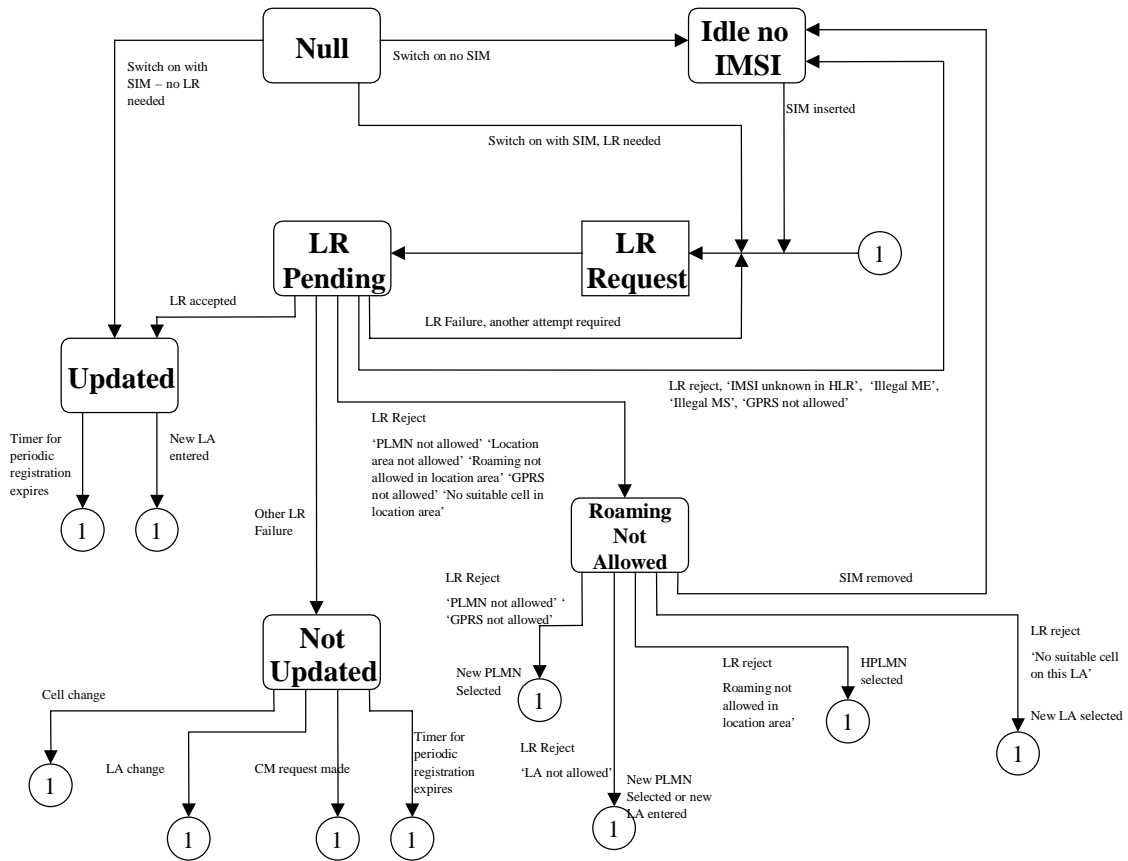 Null
Idle no
IMSI
Switch on no SIM
Switch on with
SIM – no LR
needed
SIM inserted
Switch on with SIM, LR needed
LR
Pending
LR
Request
1
LR accepted
LR Failure, another attempt required
Updated
LR reject, ‘IMSI unknown in HLR’, ‘Illegal ME’,
‘Illegal MS’, ‘GPRS not allowed’
LR Reject
‘PLMN not allowed’ ‘Location
area not allowed’ ‘Roaming not
allowed in location area’ ‘GPRS
not allowed’ ‘No suitable cell in
location area’
Timer for
periodic
registration
expires
New LA
entered
1
1
Other LR
Failure
Roaming
Not
Allowed
SIM removed
LR Reject
‘PLMN not allowed’ ‘
‘GPRS not allowed’
Not
Updated
New PLMN
Selected
1
LR reject
Roaming not
allowed in
location area’
HPLMN
selected
1
LR reject
‘No suitable cell
on this LA’
New LA selected
1
Cell change
1
LA change
1
CM request made
1
Timer for
periodic
registration
expires
1
LR Reject
‘LA not allowed’
New PLMN
Selected or new
LA entered
1